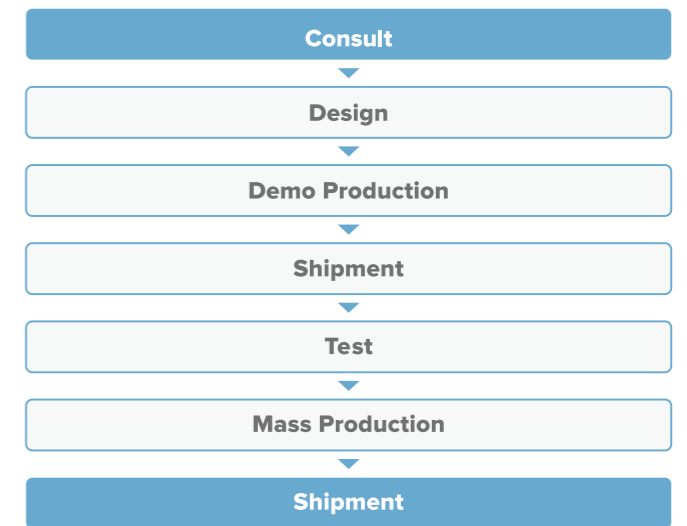 Consult
Design
Demo Production
Shipment
Test
Mass Production
Shipment